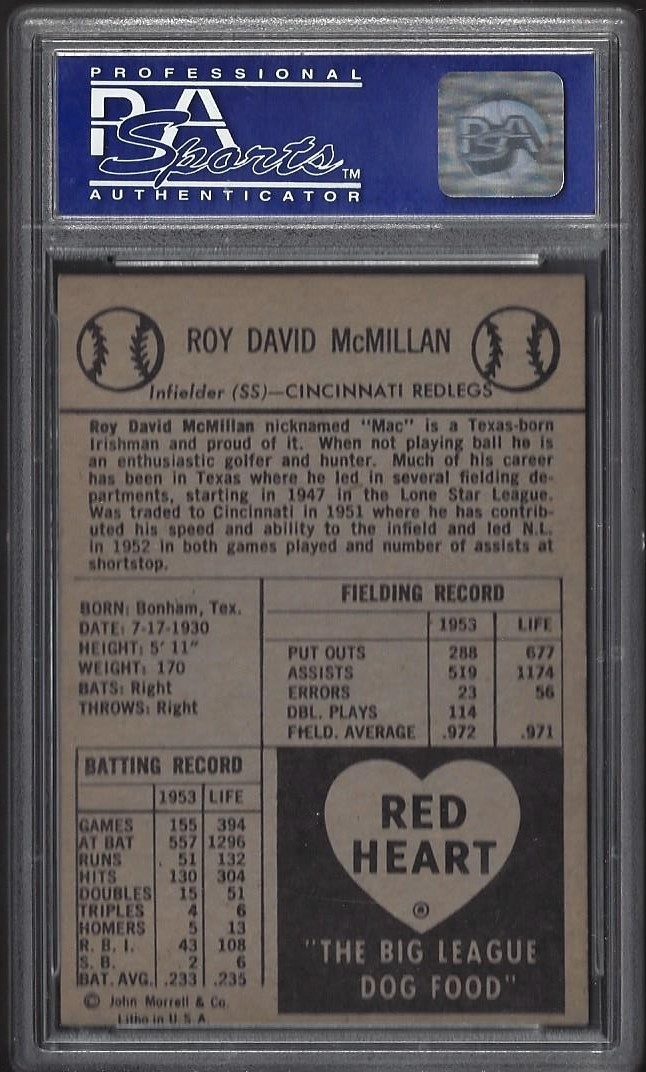 PROFESSIONAL
PSA
Sports™
AUTHENTICATOR
PSA
ROY DAVID McMILLAN
Infielder (SS)—CINCINNATI REDLEGS
Roy David McMillan nicknamed "Mac" is a Texas-born
Irishman and proud of it. When not playing ball he is
an enthusiastic golfer and hunter. Much of his career
has been in Texas where he led in several fielding de-
partments, starting in 1947 in the Lone Star League.
Was traded to Cincinnati in 1951 where he has contrib-
uted his speed and ability to the infield and led N.L.
in 1952 in both games played and number of assists at
shortstop.
BORN: Bonham, Tex.
DATE: 7-17-1930
HEIGHT: 5' 11"
WEIGHT: 170
BATS: Right
THROWS: Right
FIELDING RECORD
1953 LIFE
PUT OUTS 288 677
ASSISTS 519 1174
ERRORS 23 56
DBL. PLAYS 114
FIELD. AVERAGE .972 .971
BATTING RECORD
1953 LIFE
GAMES 155 394
AT BAT 557 1296
RUNS 51 132
HITS 130 304
DOUBLES 15 51
TRIPLES 4 6
HOMERS 5 13
R. B. I. 43 108
S. B. 2 6
BAT. AVG. .233 .235
© John Morrell & Co.
Litho in U. S. A.
RED
HEART
®
"THE BIG LEAGUE
DOG FOOD"